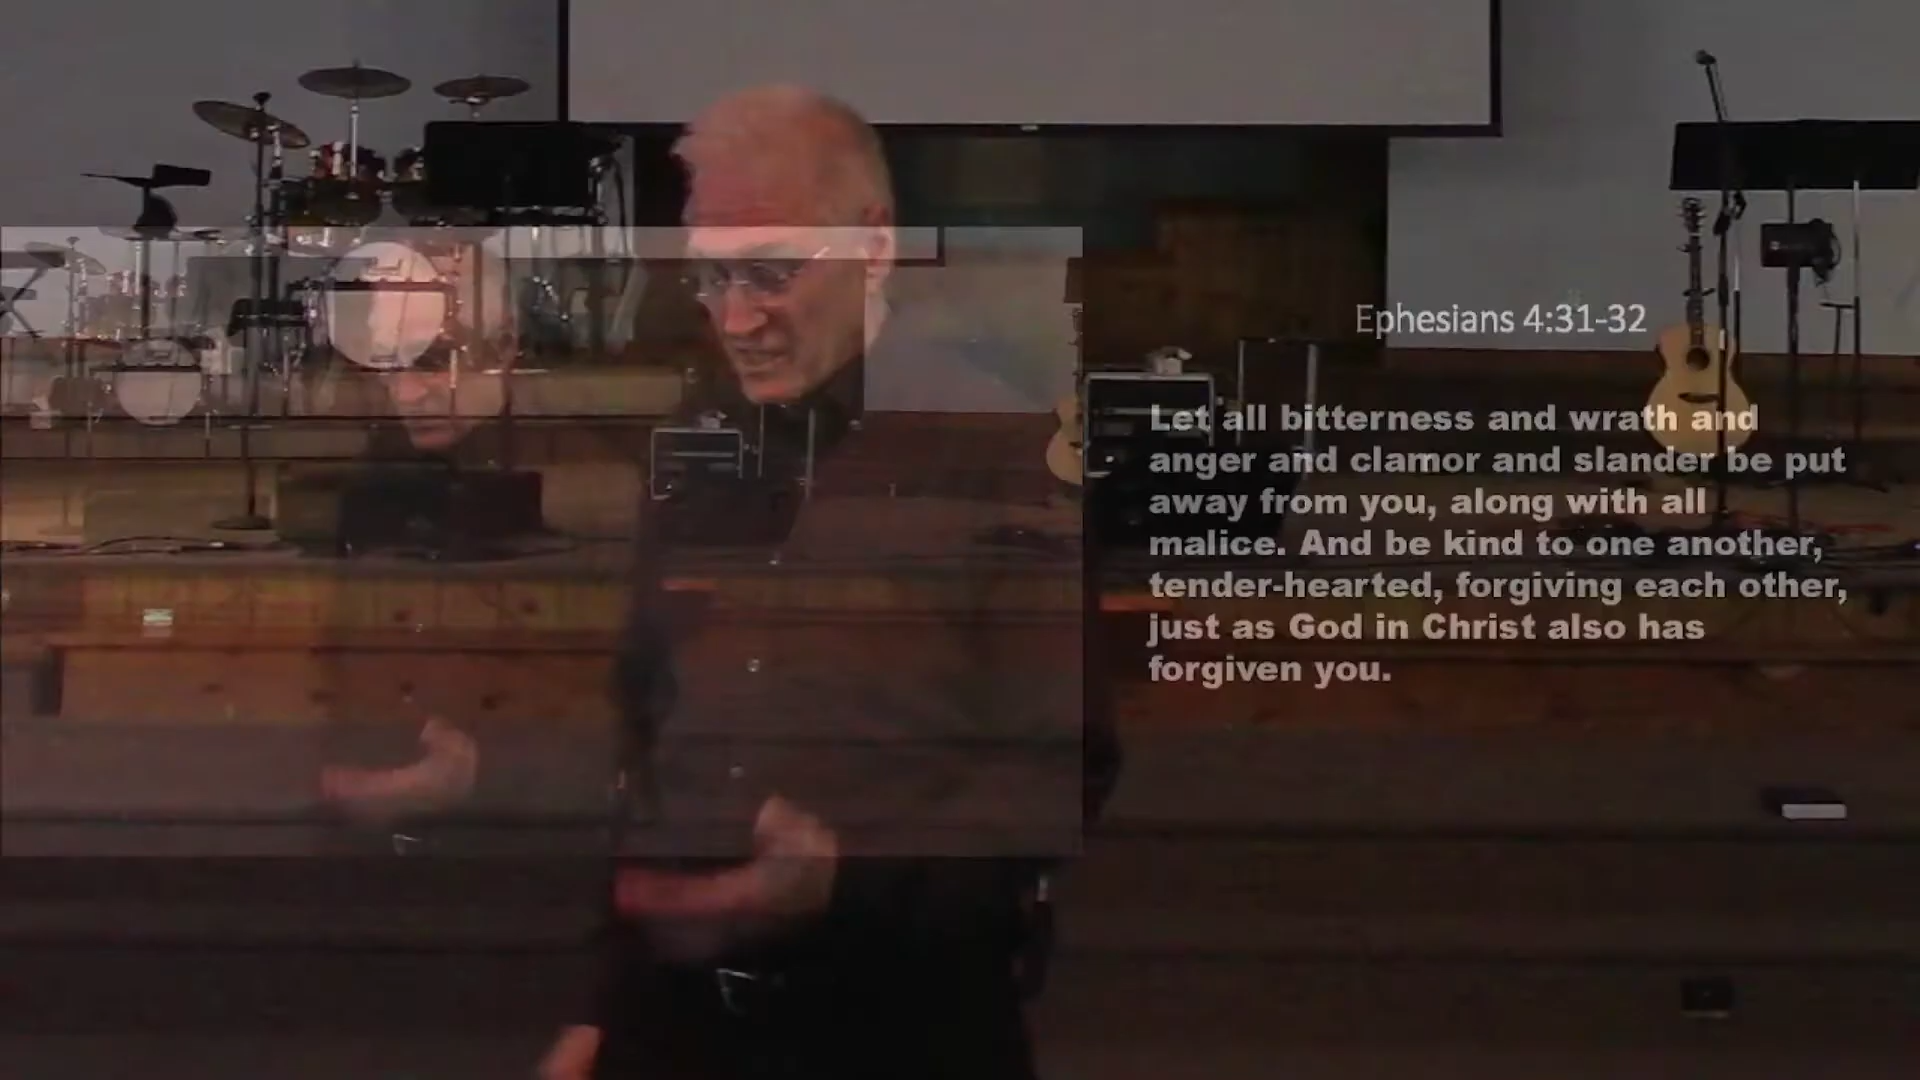 Ephesians 4:31-32
Let all bitterness and wrath and
anger and clamor and slander be put
away from you, along with all
malice. And be kind to one another,
tender-hearted, forgiving each other,
just as God in Christ also has
forgiven you.